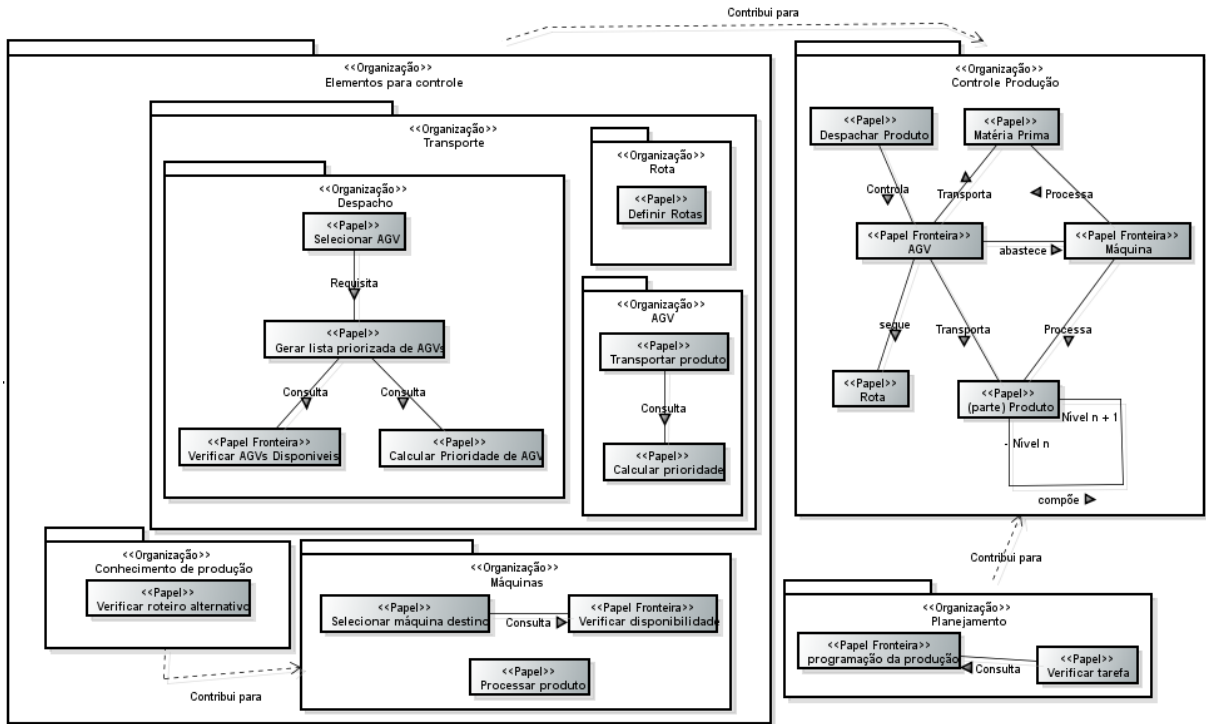 Contribui para
<<Organização>>
Elementos para controle
<<Organização>>
Transporte
<<Organização>>
Despacho
<<Papel>>
Selecionar AGV
Requisita
<<Papel>>
Gerar lista priorizada de AGVs
Consulta
Consulta
<<Papel Fronteira>>
Verificar AGVs Disponiveis
<<Papel>>
Calcular Prioridade de AGV
<<Organização>>
Rota
<<Papel>>
Definir Rotas
<<Organização>>
AGV
<<Papel>>
Transportar produto
Consulta
<<Papel>>
Calcular prioridade
<<Organização>>
Conhecimento de produção
<<Papel>>
Verificar roteiro alternativo
Contribui para
<<Organização>>
Máquinas
<<Papel>>
Selecionar máquina destino
Consulta
<<Papel Fronteira>>
Verificar disponibilidade
<<Papel>>
Processar produto
<<Organização>>
Controle Produção
<<Papel>>
Despachar Produto
<<Papel>>
Matéria Prima
Controla
Transporta
Processa
<<Papel Fronteira>>
AGV
abastece
<<Papel Fronteira>>
Máquina
segue
Transporta
Processa
<<Papel>>
Rota
<<Papel>>
(parte) Produto
Nível n + 1
- Nível n
compõe
Contribui para
<<Organização>>
Planejamento
<<Papel Fronteira>>
programação da produção
Consulta
<<Papel>>
Verificar tarefa